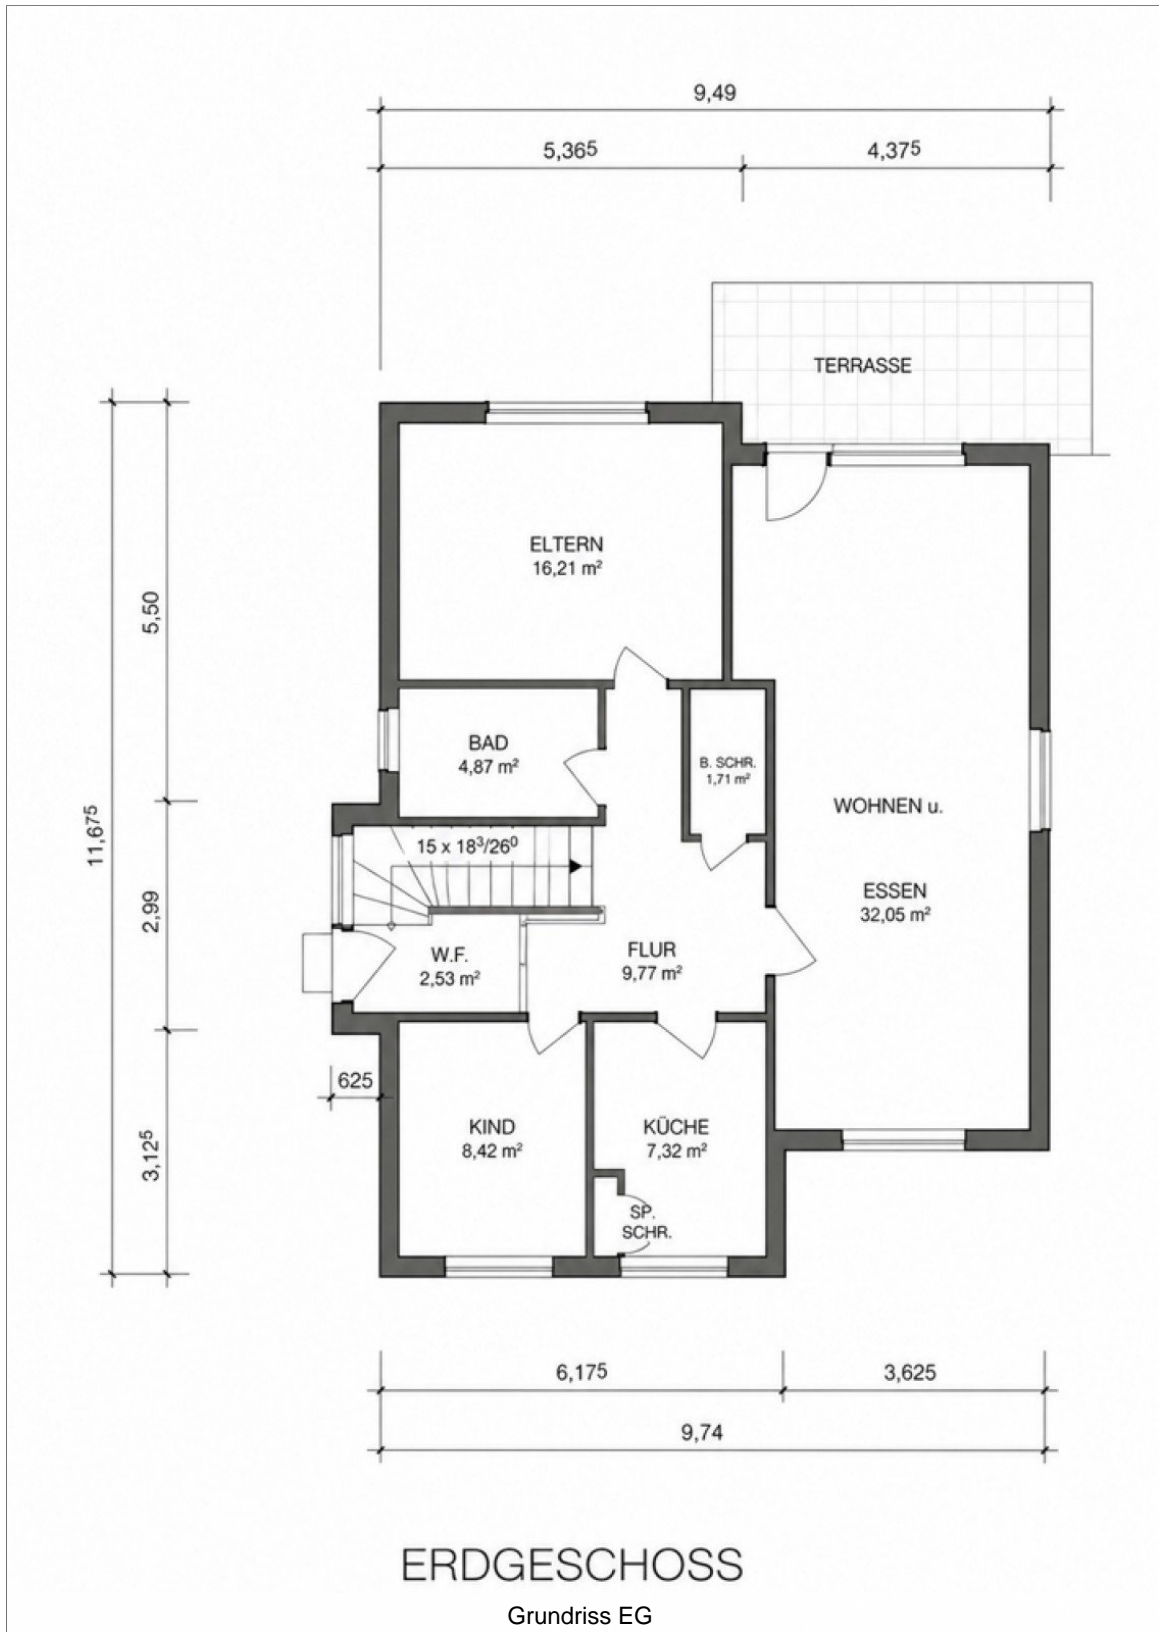 9,49
5,365
4,375
TERRASSE
ELTERN
16,21 m²
5,50
BAD
4,87 m²
B. SCHR.
1,71 m²
WOHNEN u.
ESSEN
32,05 m²
11,675
15 x 18³/26⁰
2,99
W.F.
2,53 m²
FLUR
9,77 m²
625
KIND
8,42 m²
KÜCHE
7,32 m²
3,125
SP.
SCHR.
6,175
3,625
9,74
ERDGESCHOSS
Grundriss EG